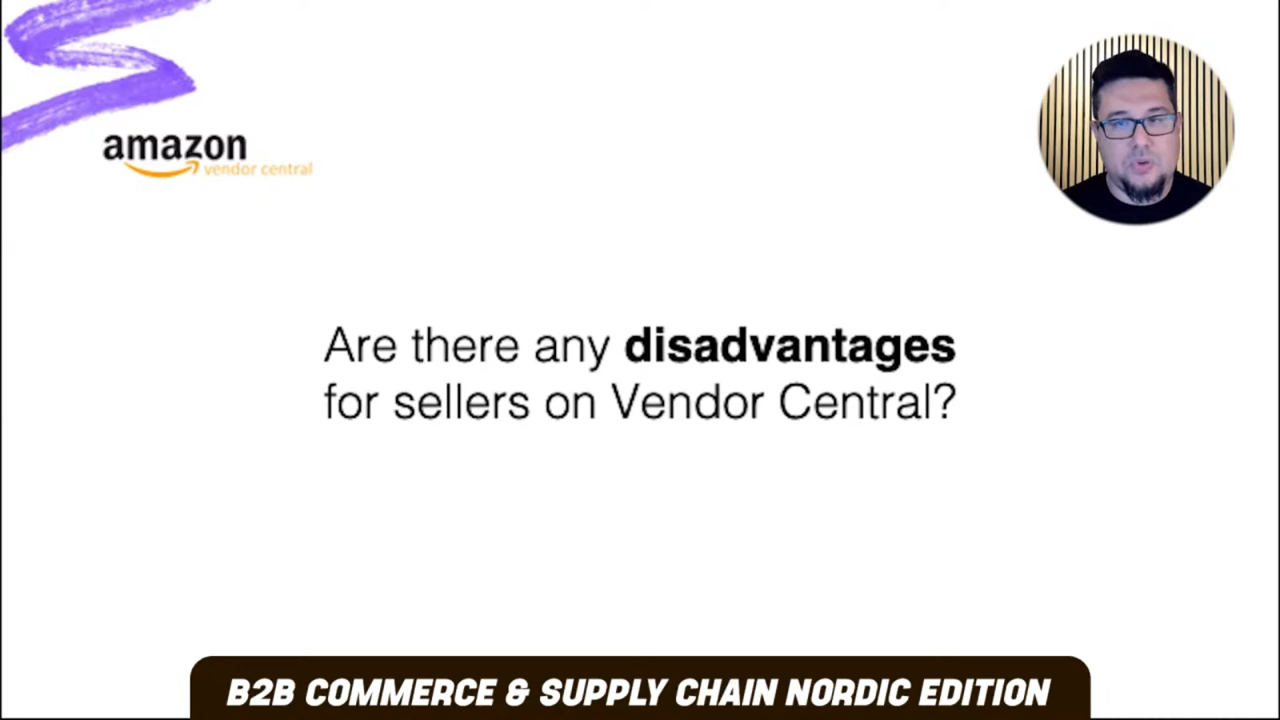 amazon
vendor central
Are there any disadvantages
for sellers on Vendor Central?
B2B COMMERCE & SUPPLY CHAIN NORDIC EDITION